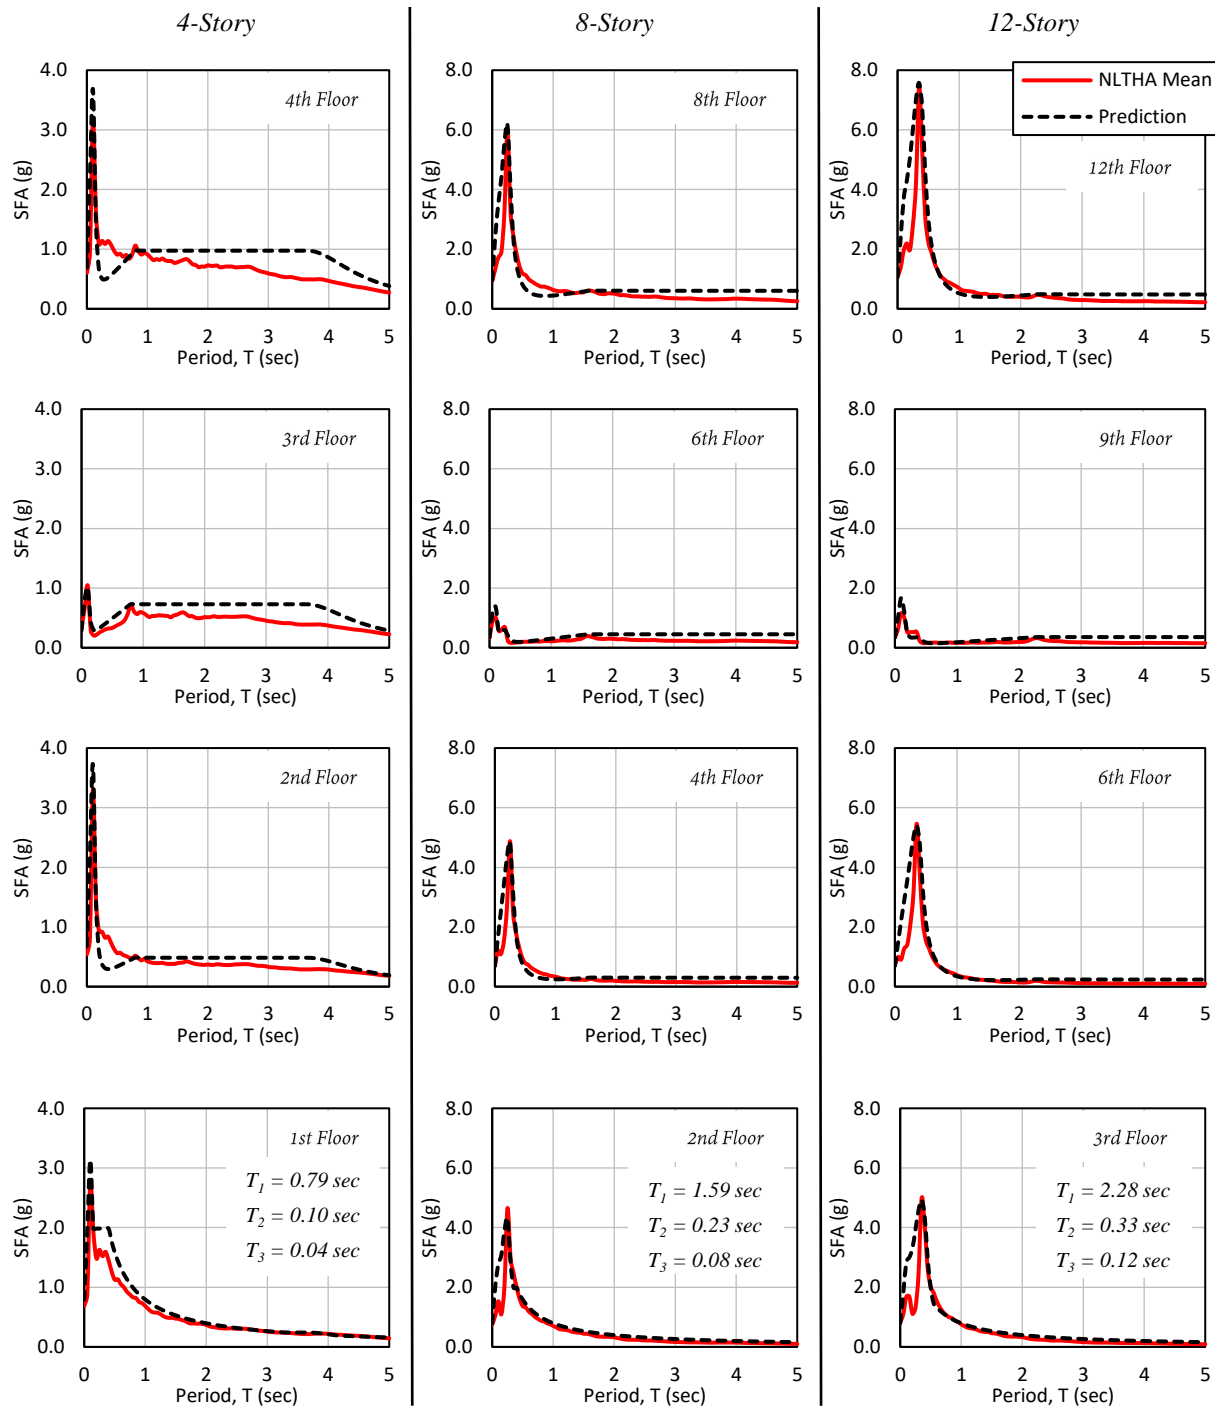 4-Story 8-Story 12-Story
NLTHA Mean
Prediction
4.0
3.0
2.0
1.0
0.0
SFA (g)
4th Floor
0 1 2 3 4 5
Period, T (sec)
8.0
6.0
4.0
2.0
0.0
SFA (g)
8th Floor
0 1 2 3 4 5
Period, T (sec)
8.0
6.0
4.0
2.0
0.0
SFA (g)
12th Floor
0 1 2 3 4 5
Period, T (sec)
4.0
3.0
2.0
1.0
0.0
SFA (g)
3rd Floor
0 1 2 3 4 5
Period, T (sec)
8.0
6.0
4.0
2.0
0.0
SFA (g)
6th Floor
0 1 2 3 4 5
Period, T (sec)
8.0
6.0
4.0
2.0
0.0
SFA (g)
9th Floor
0 1 2 3 4 5
Period, T (sec)
4.0
3.0
2.0
1.0
0.0
SFA (g)
2nd Floor
0 1 2 3 4 5
Period, T (sec)
8.0
6.0
4.0
2.0
0.0
SFA (g)
4th Floor
0 1 2 3 4 5
Period, T (sec)
8.0
6.0
4.0
2.0
0.0
SFA (g)
6th Floor
0 1 2 3 4 5
Period, T (sec)
4.0
3.0
2.0
1.0
0.0
SFA (g)
1st Floor
T1 = 0.79 sec
T2 = 0.10 sec
T3 = 0.04 sec
0 1 2 3 4 5
Period, T (sec)
8.0
6.0
4.0
2.0
0.0
SFA (g)
2nd Floor
T1 = 1.59 sec
T2 = 0.23 sec
T3 = 0.08 sec
0 1 2 3 4 5
Period, T (sec)
8.0
6.0
4.0
2.0
0.0
SFA (g)
3rd Floor
T1 = 2.28 sec
T2 = 0.33 sec
T3 = 0.12 sec
0 1 2 3 4 5
Period, T (sec)